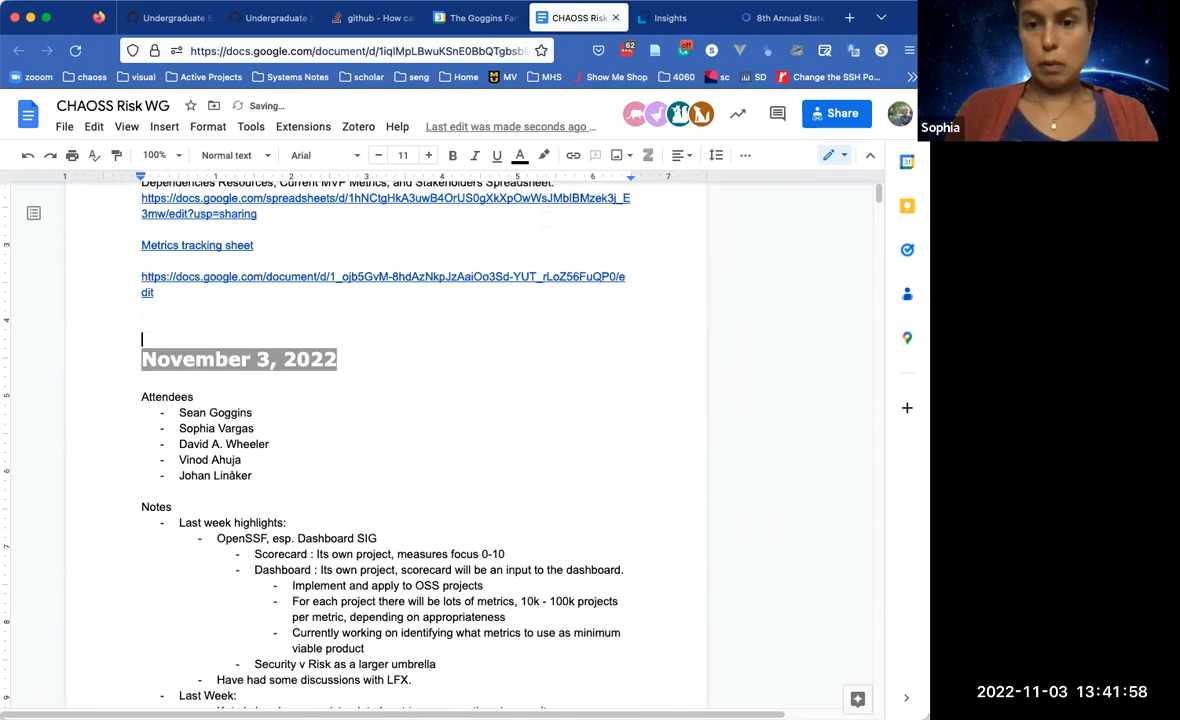 Undergraduate S
Undergraduate S
github - How ca
The Goggins Fa
CHAOSS Risk
Insights
8th Annual State
https://docs.google.com/document/d/1iqlMpLBwuKSnE0BbQTgbsb
zooom
chaoss
visual
Active Projects
Systems Notes
scholar
seng
Home
MV
MHS
Show Me Shop
4060
sc
SD
Change the SSH Po...
CHAOSS Risk WG
Saving...
File Edit View Insert Format Tools Extensions Zotero Help
Last edit was made seconds ago ...
Share
Sophia
100%
Normal text
Arial
11
Dependencies Resources, Current MVP Metrics, and Stakeholders Spreadsheet:
https://docs.google.com/spreadsheets/d/1hNCtgHkA3uwB4OrUS0gXkXpOwWsJMblBMzek3j_E
3mw/edit?usp=sharing
Metrics tracking sheet
https://docs.google.com/document/d/1_ojb5GvM-8hdAzNkpJzAaiOo3Sd-YUT_rLoZ56FuQP0/e
dit
November 3, 2022
Attendees
- Sean Goggins
- Sophia Vargas
- David A. Wheeler
- Vinod Ahuja
- Johan Linåker
Notes
- Last week highlights:
- OpenSSF, esp. Dashboard SIG
- Scorecard : Its own project, measures focus 0-10
- Dashboard : Its own project, scorecard will be an input to the dashboard.
- Implement and apply to OSS projects
- For each project there will be lots of metrics, 10k - 100k projects
per metric, depending on appropriateness
- Currently working on identifying what metrics to use as minimum
viable product
- Security v Risk as a larger umbrella
- Have had some discussions with LFX.
- Last Week:
2022-11-03 13:41:58